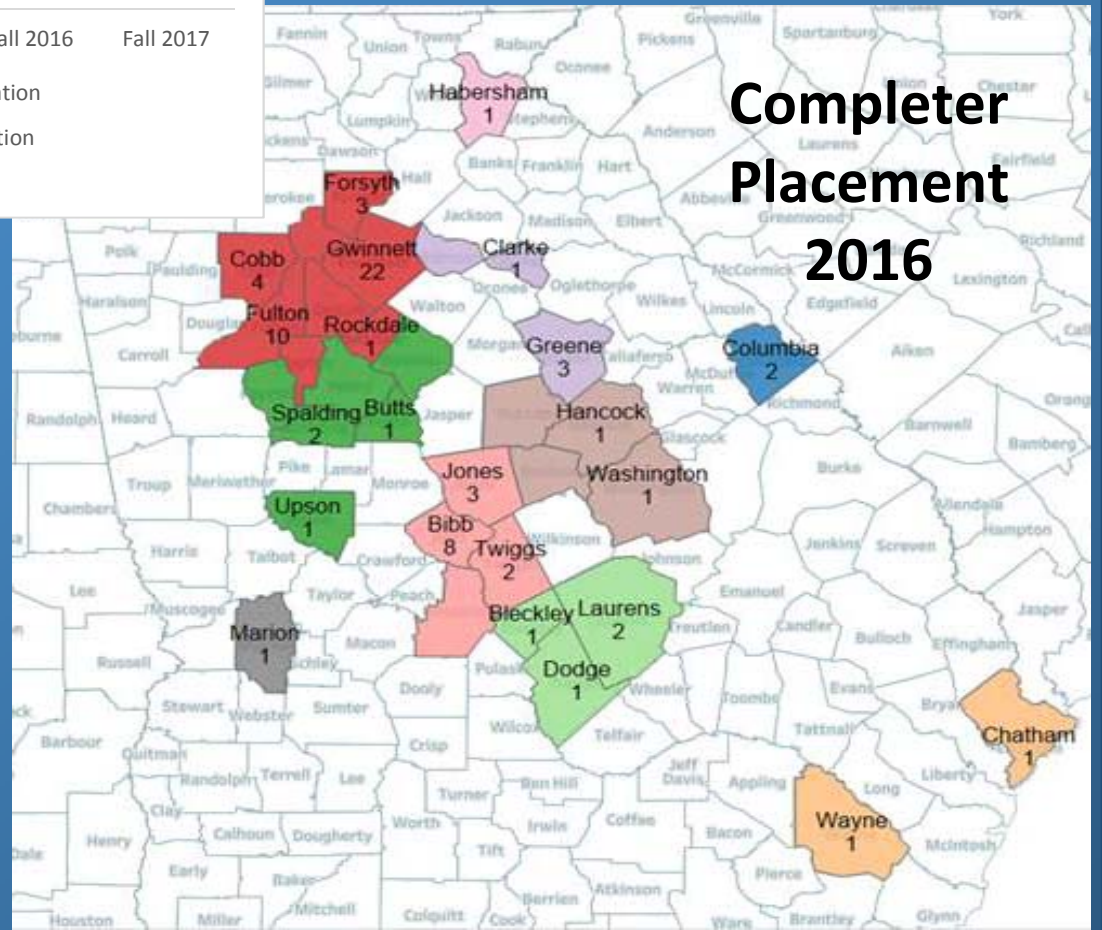 all 2016 Fall 2017
ation
tion
Completer
Placement
2016
Fannin
Union
Towns
Rabun
Greenville
Pickens
Spartanburg
York
Gilmer
Oconee
Union
Chester
Habersham
1
Stephens
Lumpkin
Anderson
Laurens
Dawson
Banks
Franklin
Hart
Fairfield
Forsyth
3
Hall
Abbeville
Greenwood
Jackson
Madison
Elbert
Richland
Polk
Paulding
Cobb
4
Gwinnett
22
Clarke
1
McCormick
Lexington
Oconee
Oglethorpe
Haralson
Walton
Wilkes
Lincoln
Edgefield
Fulton
10
Rockdale
1
Carroll
Morgan
Greene
3
Taliaferro
Columbia
2
Aiken
Warren
Richmond
Randolph
Heard
Spalding
2
Butts
1
Jasper
Hancock
1
Barnwell
Glascock
Bamberg
Pike
Lamar
Jones
3
Washington
1
Burke
Troup
Meriwether
Monroe
Chambers
Upson
1
Allendale
Hampton
Bibb
8
Twiggs
2
Wilkinson
Harris
Talbot
Crawford
Johnson
Jenkins
Screven
Lee
Taylor
Peach
Emanuel
Muscogee
Bleckley
1
Laurens
2
Jasper
Marion
1
Macon
Treutlen
Candler
Bulloch
Effingham
Russell
Schley
Pulaski
Dodge
1
Dooly
Wheeler
Evans
Stewart
Webster
Sumter
Toombs
Bryan
Wilcox
Telfair
Tattnall
Chatham
1
Barbour
Crisp
Quitman
Randolph
Terrell
Lee
Ben Hill
Jeff
Davis
Appling
Long
Liberty
Turner
Clay
Worth
Irwin
Coffee
Wayne
1
Henry
Calhoun
Dougherty
Bacon
McIntosh
Dale
Tift
Early
Baker
Pierce
Mitchell
Berrien
Atkinson
Houston
Miller
Colquitt
Cook
Ware
Brantley
Glynn